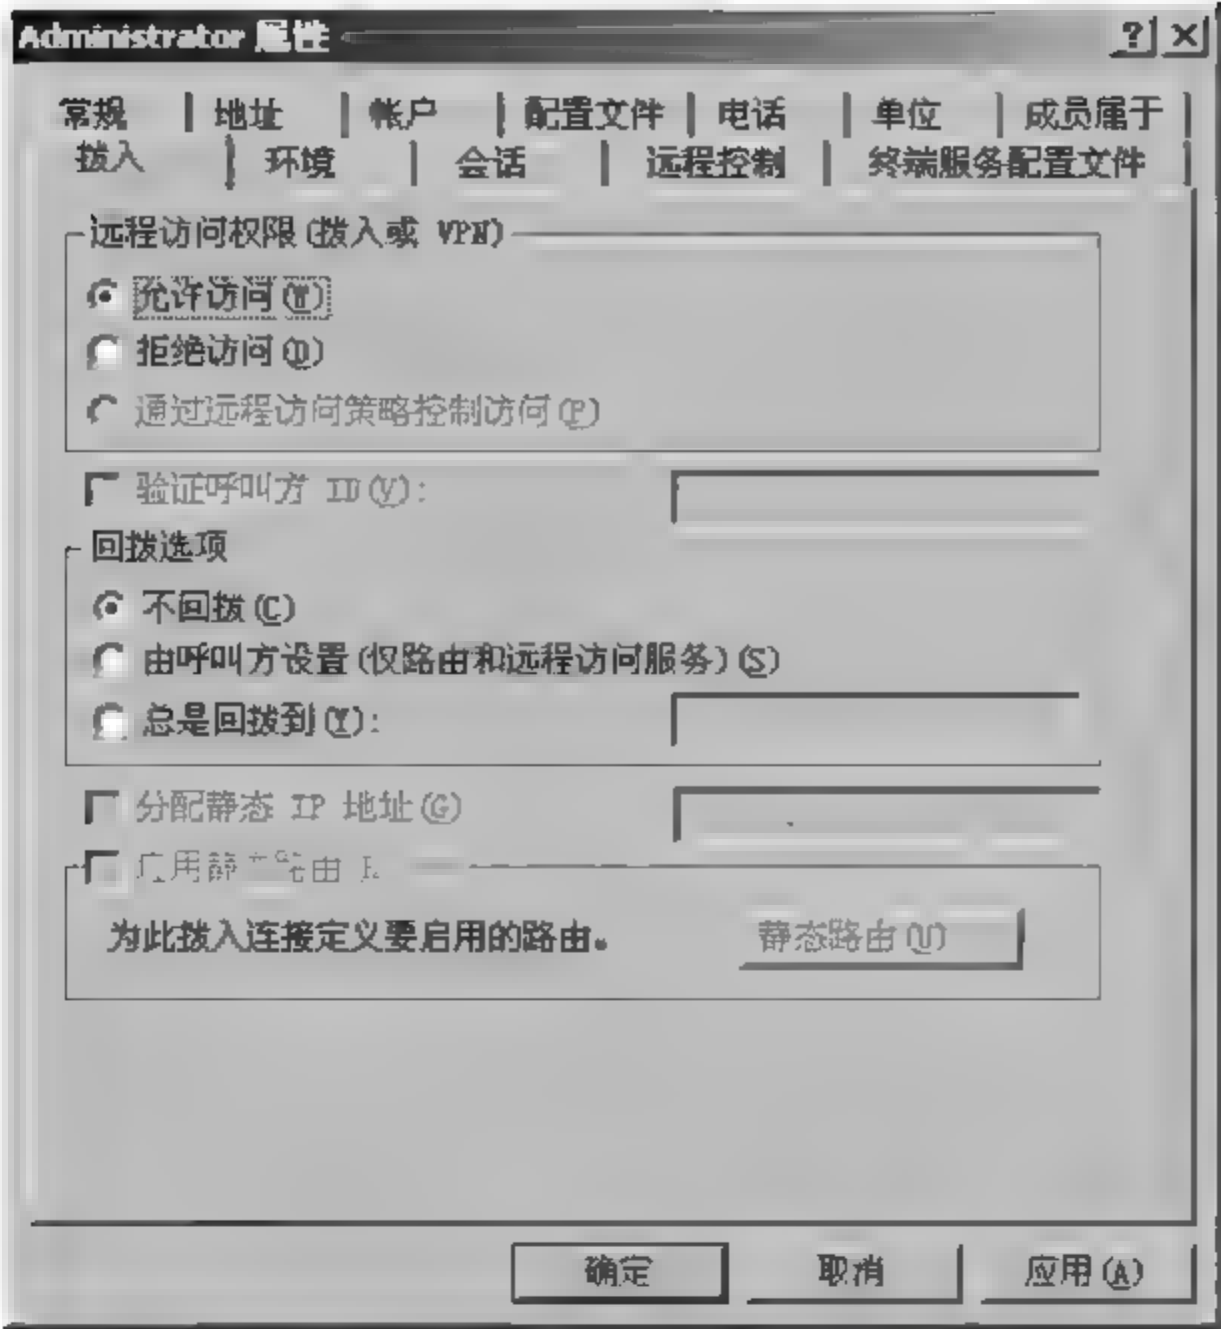 Administrator 属性
常规 地址 帐户 配置文件 电话 单位 成员属于
拨入 环境 会话 远程控制 终端服务配置文件
远程访问权限(拨入或 VPN)
允许访问(W)
拒绝访问(D)
通过远程访问策略控制访问(P)
验证呼叫方 ID(V):
回拨选项
不回拨(C)
由呼叫方设置(仅路由和远程访问服务)(S)
总是回拨到(Y):
分配静态 IP 地址(G)
为此拨入连接定义要启用的路由。 静态路由(U)
确定 取消 应用(A)